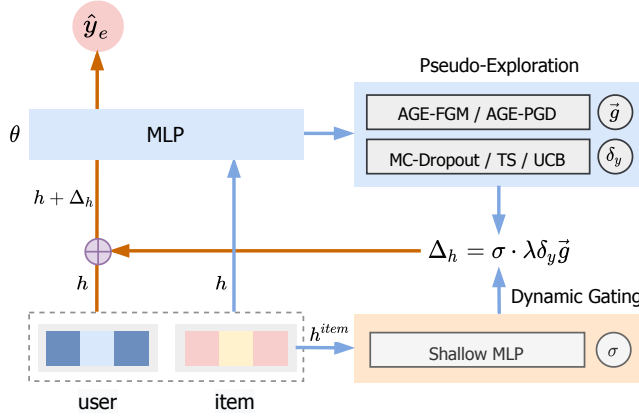 ŷ_e
Pseudo-Exploration
θ
MLP
AGE-FGM / AGE-PGD
g⃗
MC-Dropout / TS / UCB
δ_y
h + Δ_h
Δ_h = σ · λδ_y g⃗
h
h
Dynamic Gating
h^{item}
Shallow MLP
σ
user
item